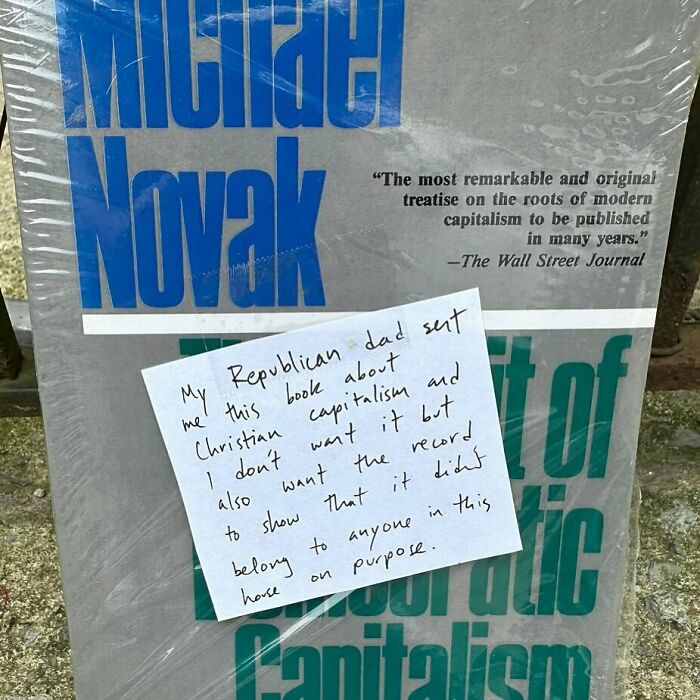 Michael
Novak
“The most remarkable and original
treatise on the roots of modern
capitalism to be published
in many years.”
—The Wall Street Journal
My Republican dad sent
me this book about
Christian capitalism and
I don't want it but
also want the record
to show that it didn't
belong to anyone in this
house on purpose.
it of
tic
Capitalism